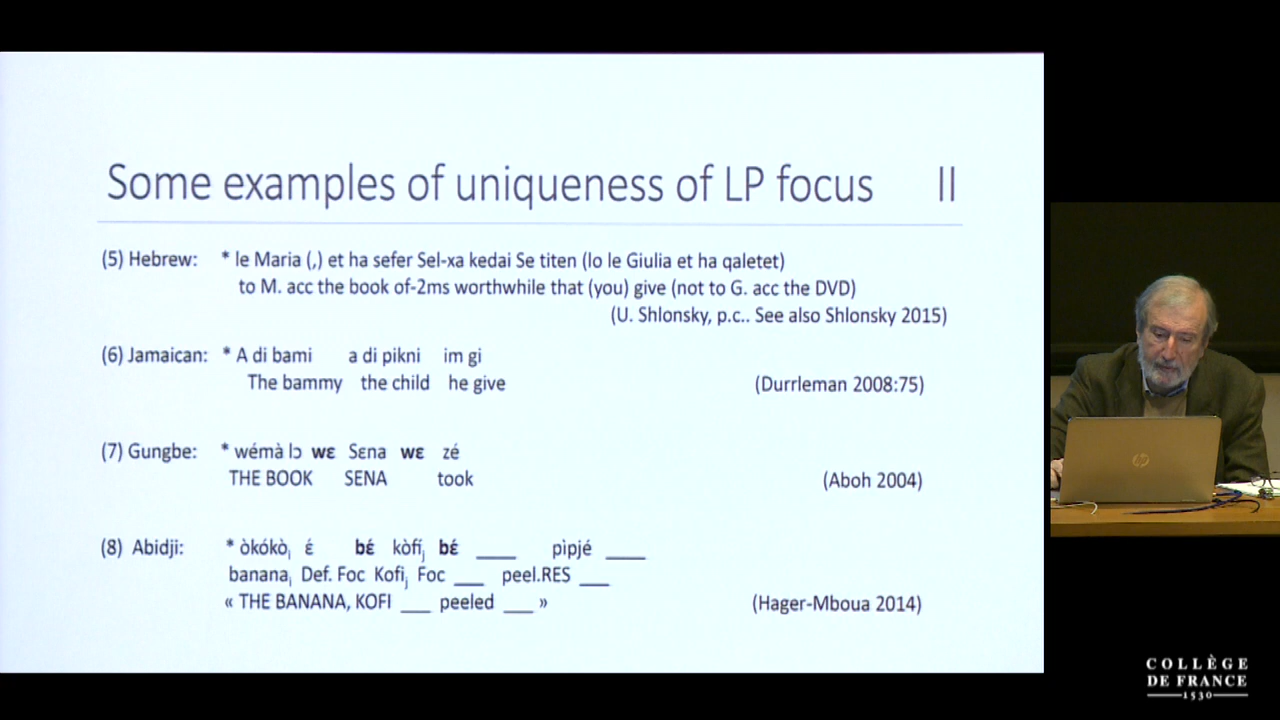 Some examples of uniqueness of LP focus II
(5) Hebrew: * le Maria (,) et ha sefer Sel-xa kedai Se titen (lo le Giulia et ha qaletet)
to M. acc the book of-2ms worthwhile that (you) give (not to G. acc the DVD)
(U. Shlonsky, p.c.. See also Shlonsky 2015)
(6) Jamaican: * A di bami a di pikni im gi
The bammy the child he give
(Durrleman 2008:75)
(7) Gungbe: * wémà lɔ wɛ Sɛna wɛ zé
THE BOOK SENA took
(Aboh 2004)
(8) Abidji: * òkókòᵢ ɛ́ bɛ́ kòfíⱼ bɛ́ ____ pìpjé ____
bananaᵢ Def. Foc Kofiⱼ Foc ___ peel.RES ___
« THE BANANA, KOFI ___ peeled ___ »
(Hager-Mboua 2014)
COLLÈGE
DE FRANCE
1530